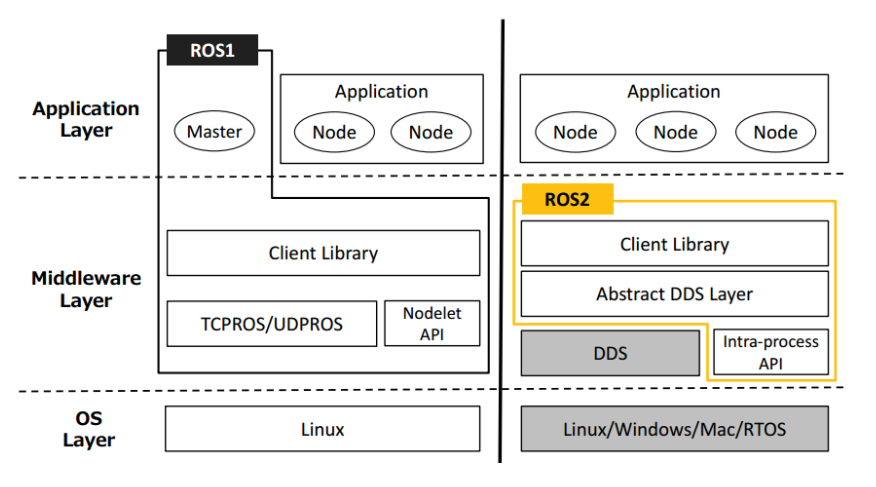 ROS1
Application
Layer
Master
Application
Node
Node
Application
Node
Node
Node
Middleware
Layer
Client Library
TCPROS/UDPROS
Nodelet
API
ROS2
Client Library
Abstract DDS Layer
DDS
Intra-process
API
OS
Layer
Linux
Linux/Windows/Mac/RTOS